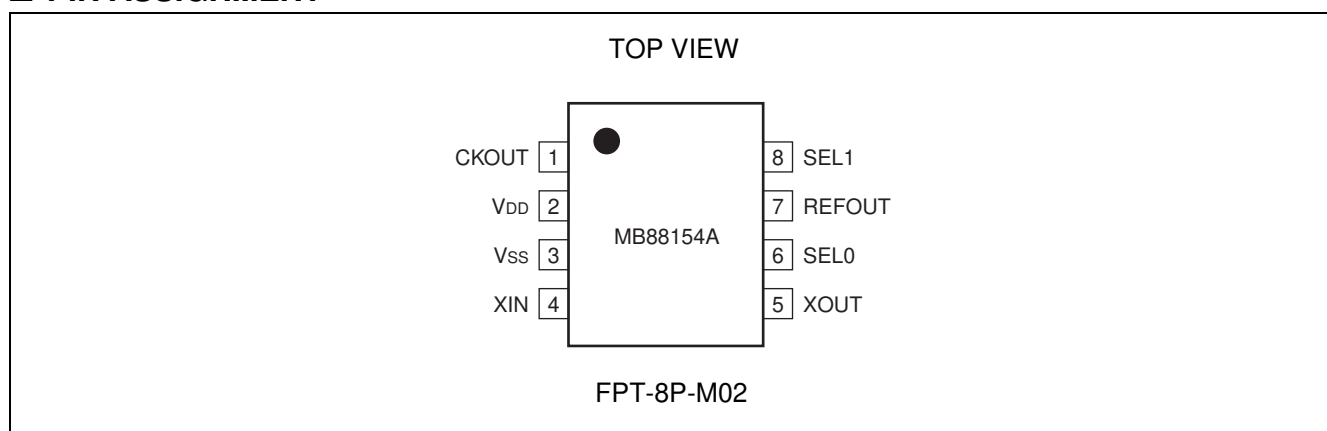 TOP VIEW
CKOUT 1 8 SEL1
VDD 2 7 REFOUT
MB88154A
VSS 3 6 SEL0
XIN 4 5 XOUT
FPT-8P-M02